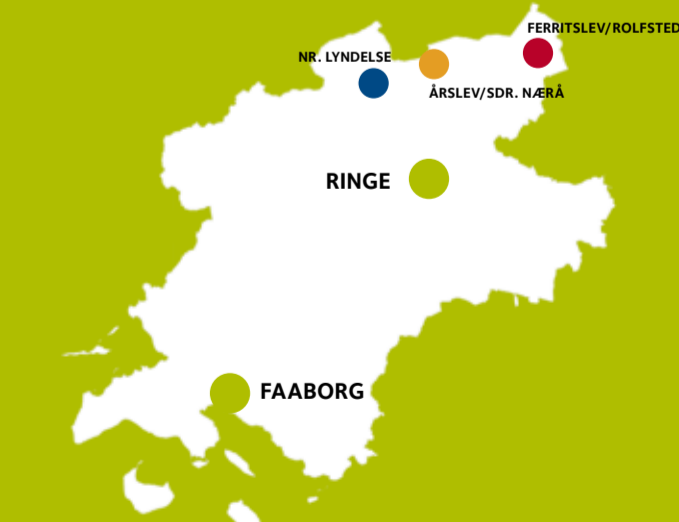 FERRITSLEV/ROLFSTED
NR. LYNDELSE
ÅRSLEV/SDR. NÆRÅ
RINGE
FAABORG